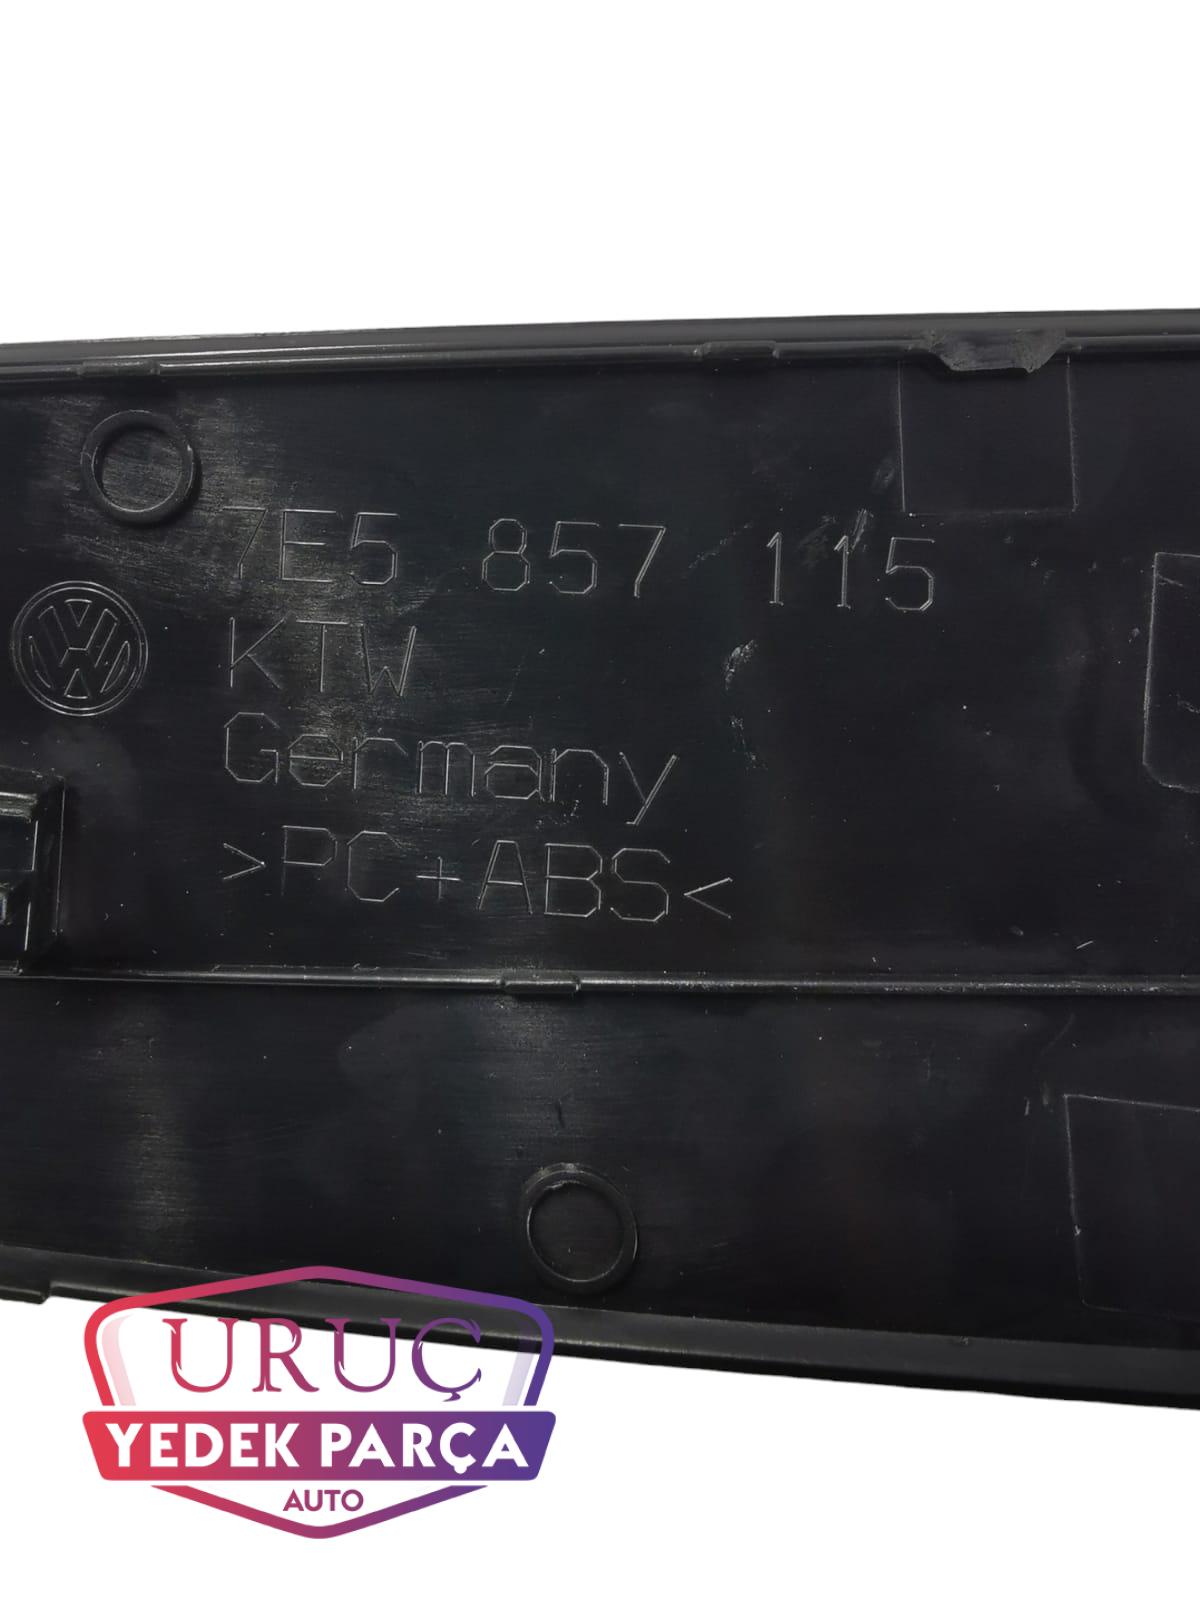 7E5 857 115
KTW
Germany
>PC+ABS<
URUÇ
YEDEK PARÇA
AUTO